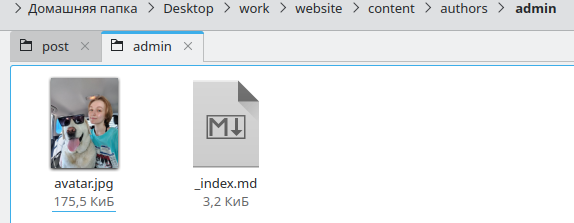 > Домашняя папка > Desktop > work > website > content > authors > admin
post admin
avatar.jpg _index.md
175,5 КиБ 3,2 КиБ